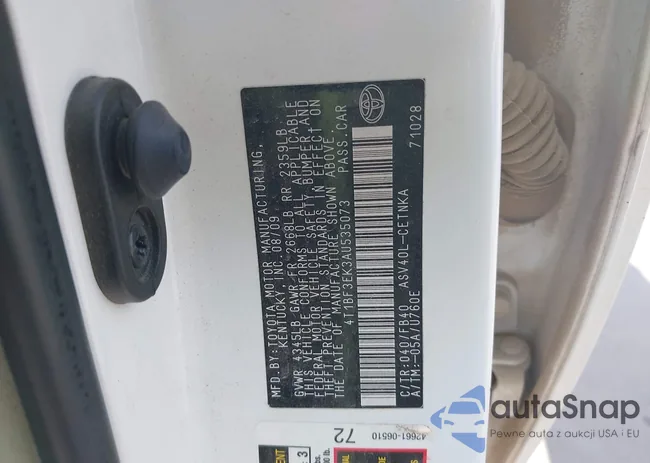 MFD.BY:TOYOTA MOTOR MANUFACTURING,
KENTUCKY, INC. 08/09
GVWR 4345LB GAWR FR 2668LB RR 2359LB
THIS VEHICLE CONFORMS TO ALL APPLICABLE
FEDERAL MOTOR VEHICLE SAFETY, BUMPER AND
THEFT PREVENTION STANDARDS IN EFFECT ON
THE DATE OF MANUFACTURE SHOWN ABOVE.
4T1BF3EK3AU535073 PASS.CAR
C/TR:040/FB40 ASV40L-CETNKA
A/TM:-05A/U760E 71028
72 42661-06510
3
autoSnap
Pewne auta z aukcji USA i EU